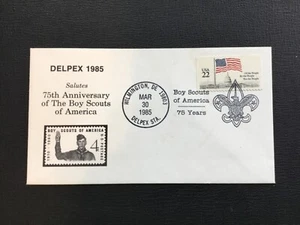 DELPEX 1985
Salutes
75th Anniversary
of The Boy Scouts
of America
BOY SCOUTS OF AMERICA
4
WILMINGTON, DE 19803
MAR
30
1985
DELPEX STA.
Boy Scouts
of America
75 Years
USA
22